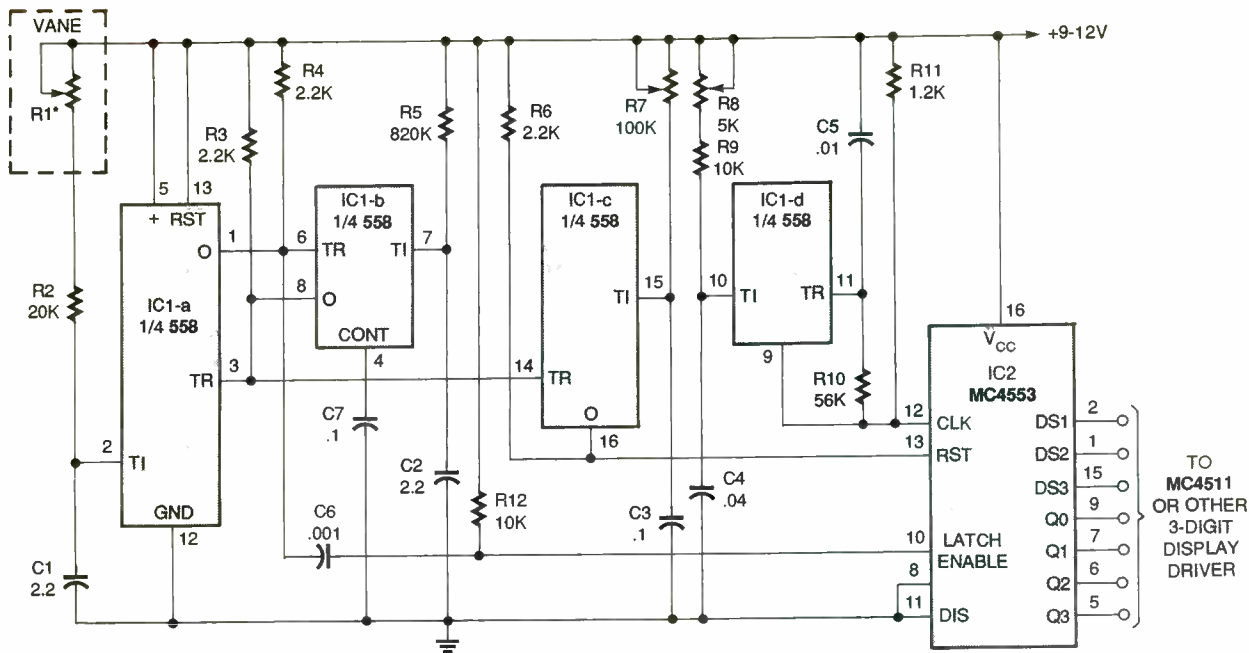 VANE
R1*
+9-12V
R4
2.2K
R3
2.2K
R5
820K
R6
2.2K
R7
100K
R8
5K
R9
10K
C5
.01
R11
1.2K
5
13
+ RST
O
1
IC1-a
1/4 558
TR
3
2
TI
GND
12
R2
20K
C1
2.2
IC1-b
1/4 558
6
TR
TI
7
8
O
CONT
4
C7
.1
C2
2.2
C6
.001
R12
10K
IC1-c
1/4 558
15
TI
14
TR
O
16
C3
.1
C4
.04
IC1-d
1/4 558
10
TI
TR
11
9
R10
56K
16
VCC
IC2
MC4553
12
CLK
13
RST
10
LATCH
ENABLE
8
11
DIS
DS1
2
DS2
1
DS3
15
Q0
9
Q1
7
Q2
6
Q3
5
TO
MC4511
OR OTHER
3-DIGIT
DISPLAY
DRIVER